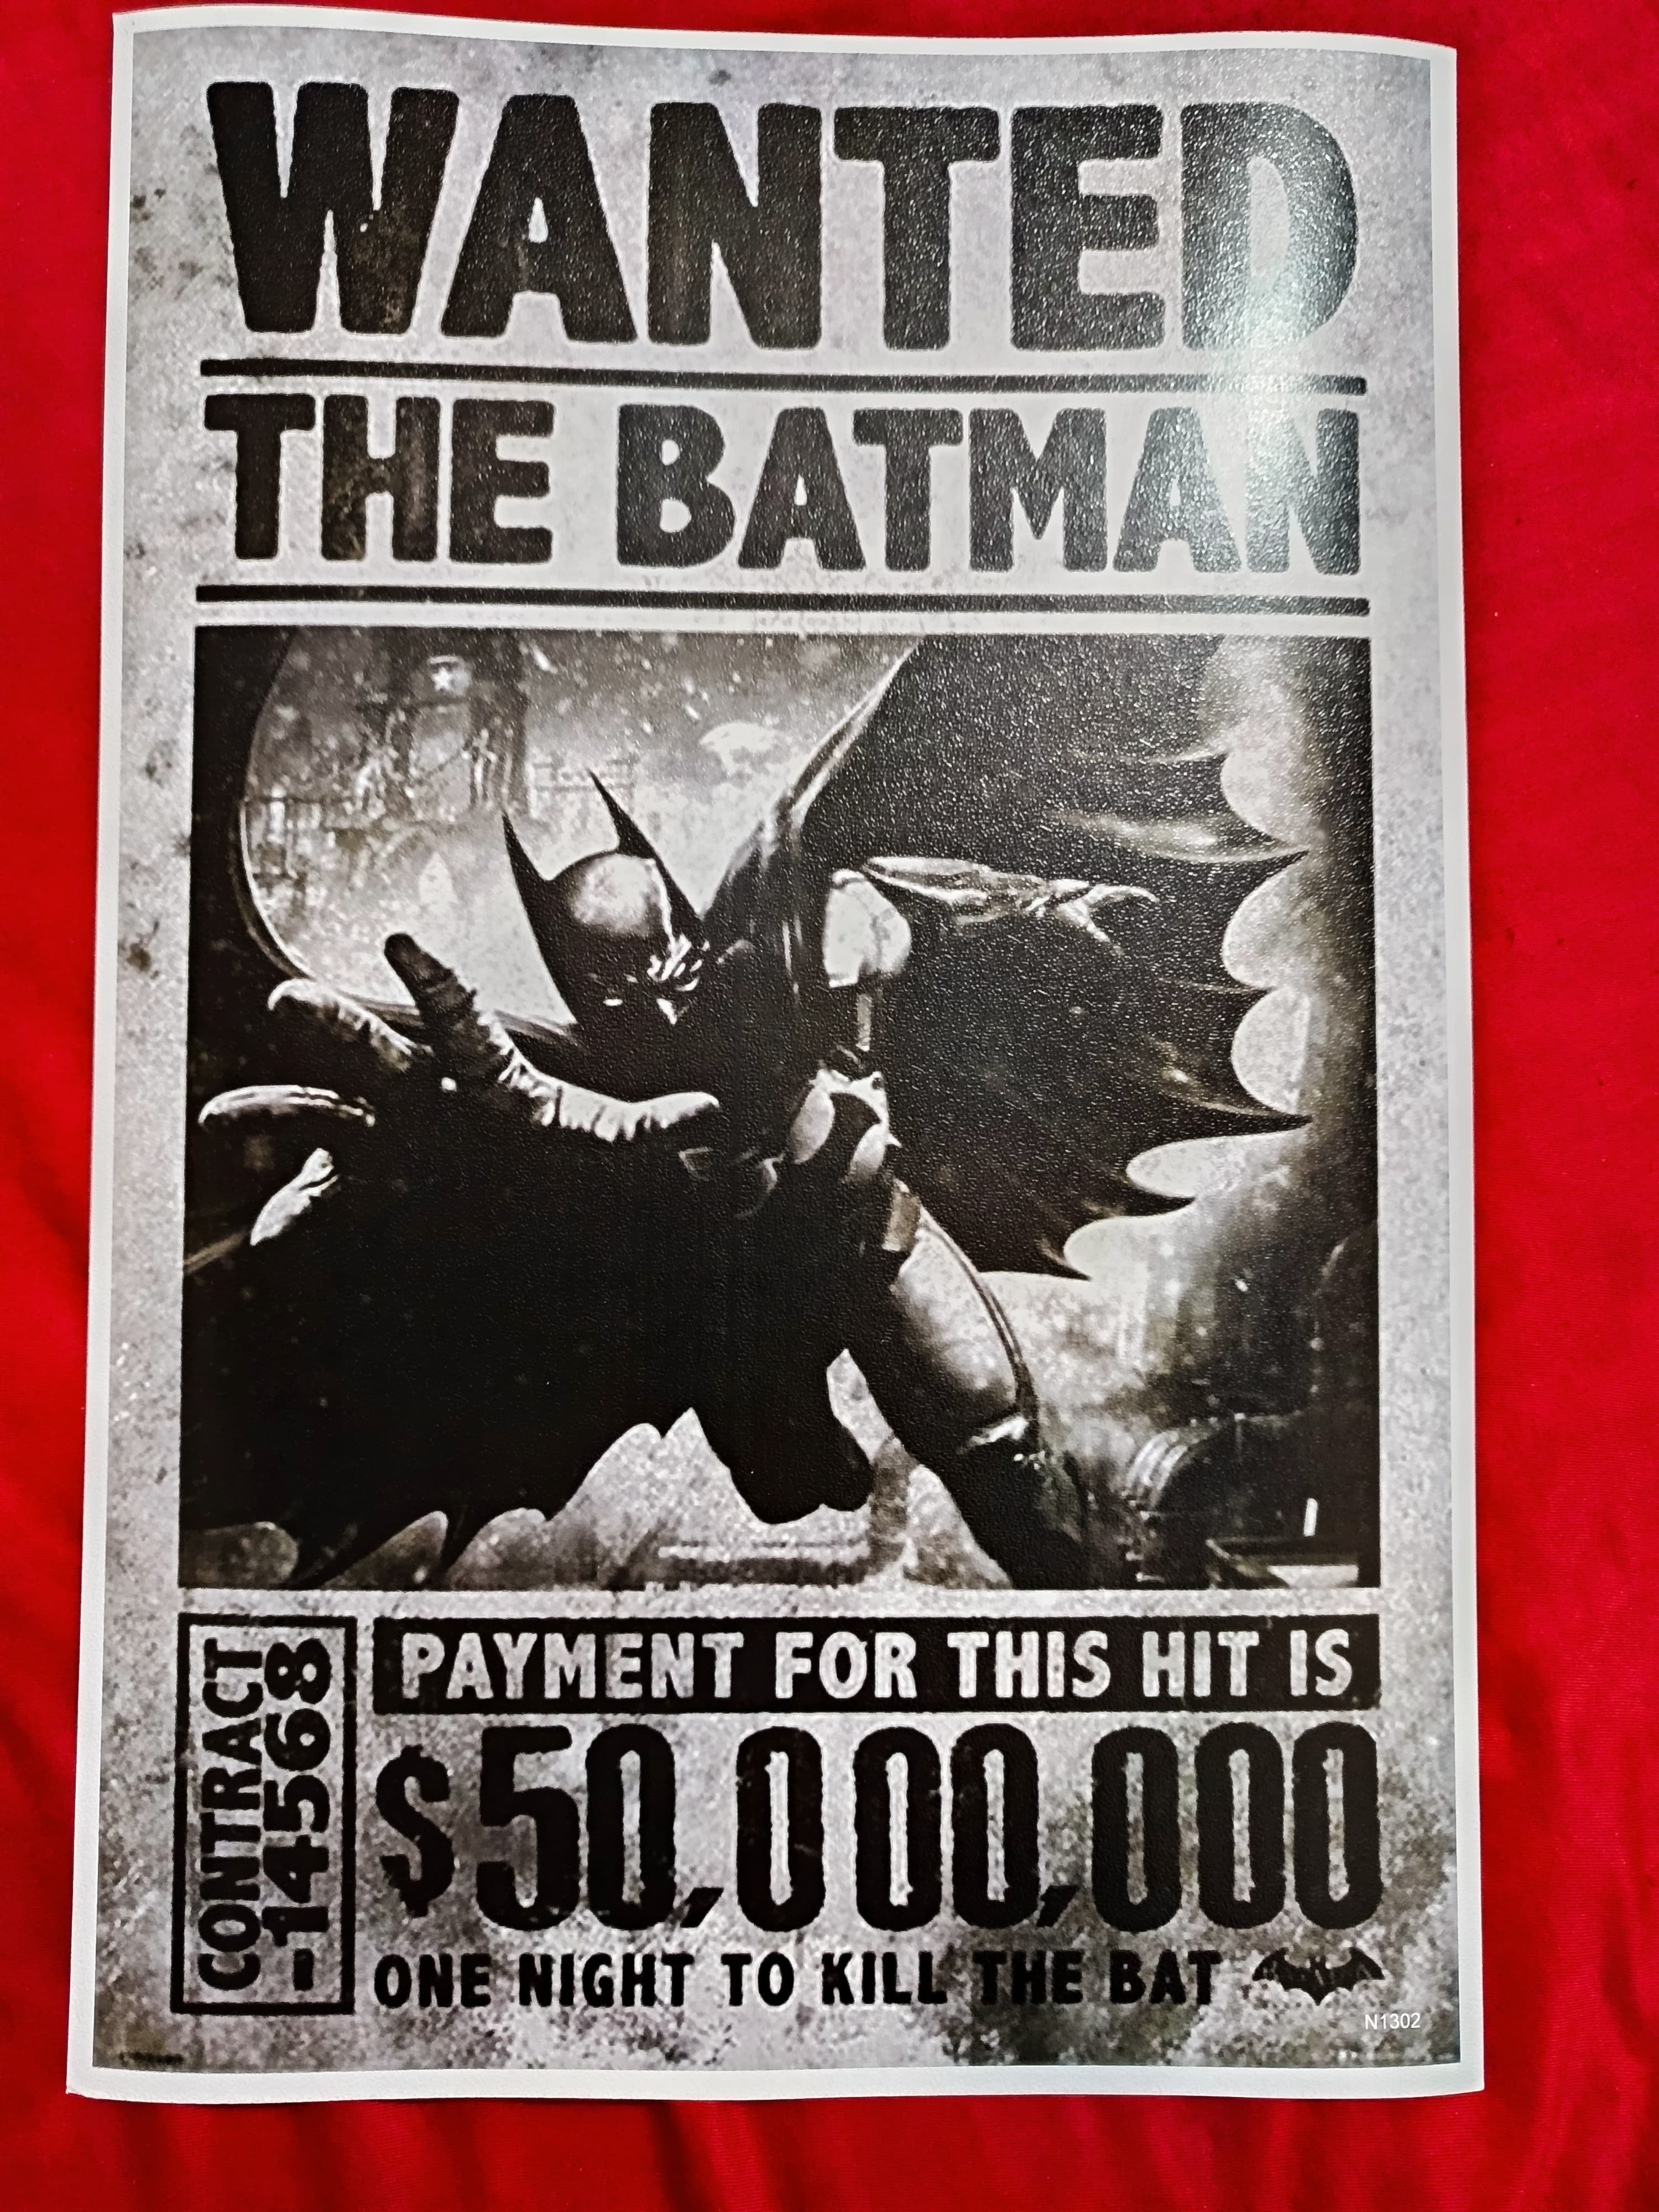 WANTED
THE BATMAN
CONTRACT
-14568
PAYMENT FOR THIS HIT IS
$50,000,000
ONE NIGHT TO KILL THE BAT
N1302